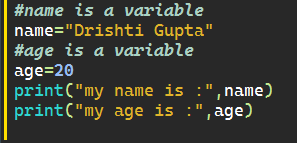 #name is a variable
name="Drishti Gupta"
#age is a variable
age=20
print("my name is :",name)
print("my age is :",age)